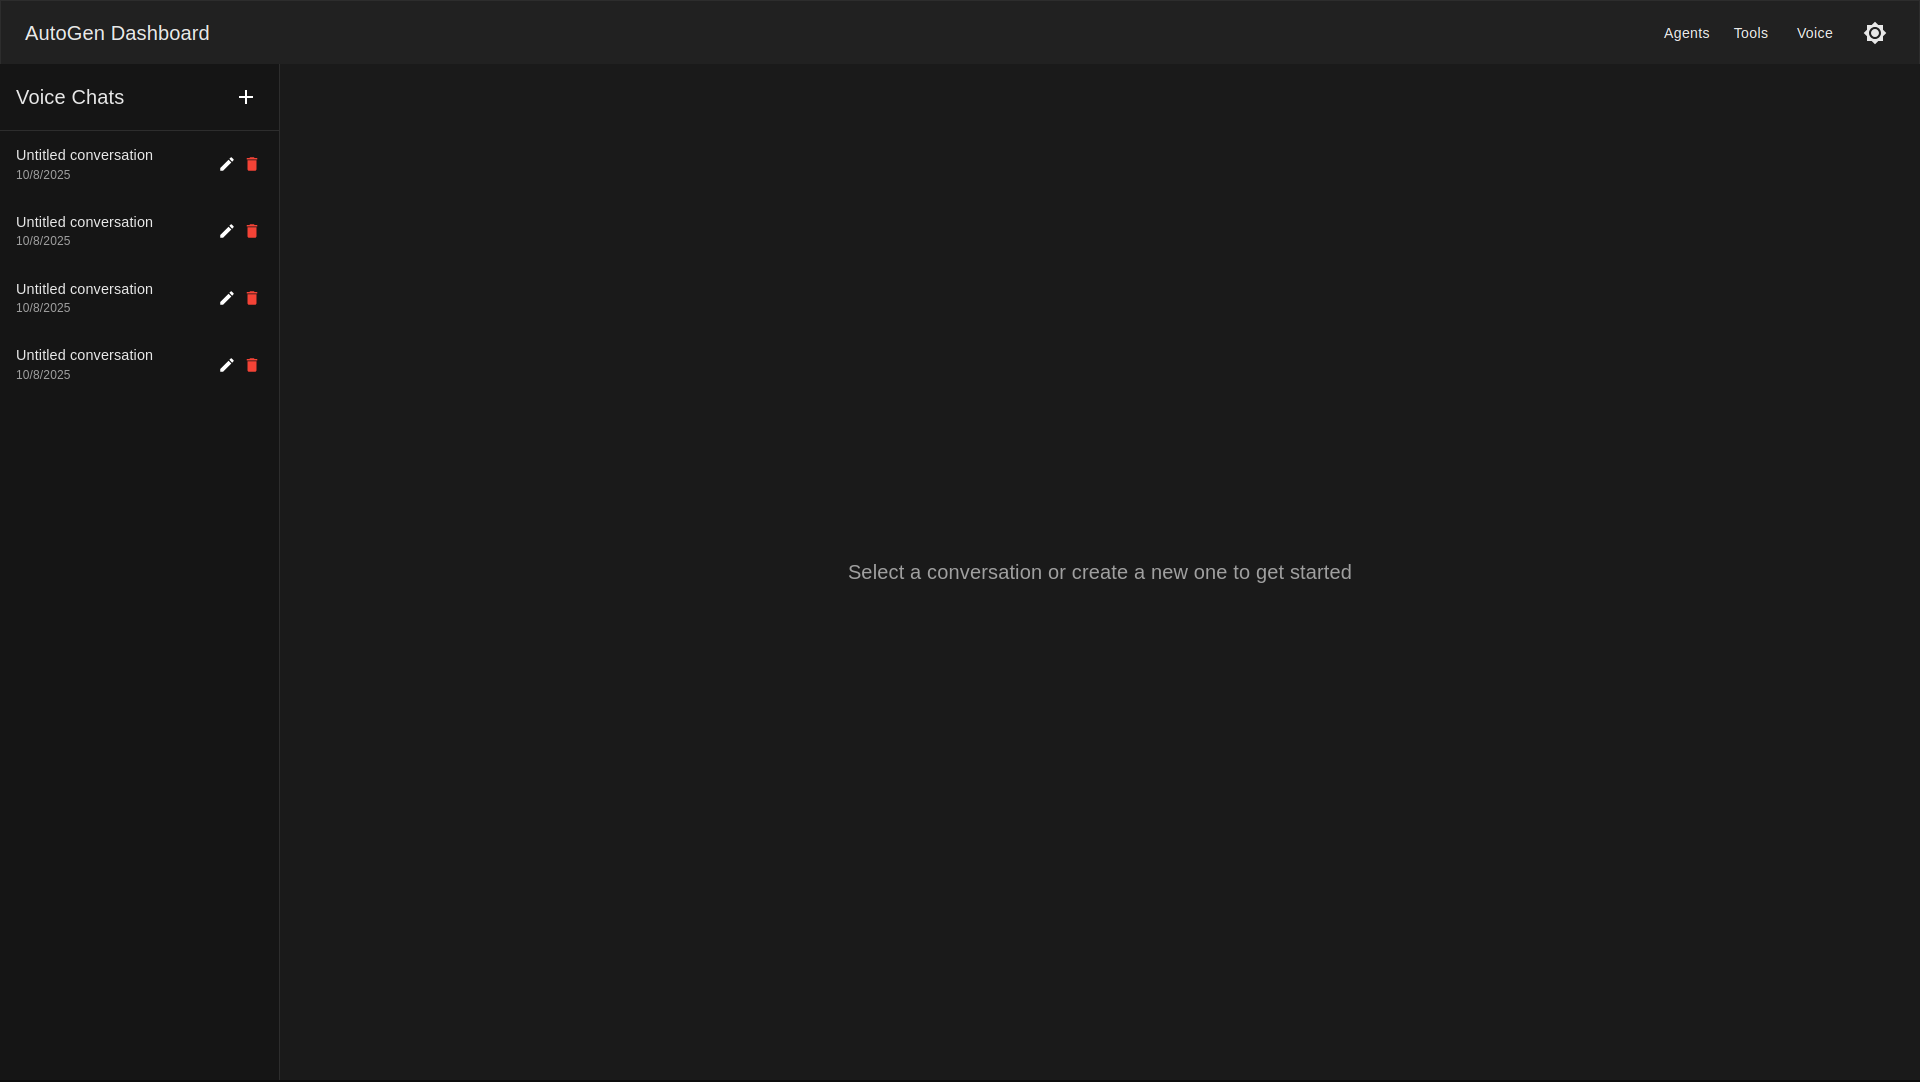 AutoGen Dashboard
Agents
Tools
Voice
Voice Chats
Untitled conversation
10/8/2025
Untitled conversation
10/8/2025
Untitled conversation
10/8/2025
Untitled conversation
10/8/2025
Select a conversation or create a new one to get started